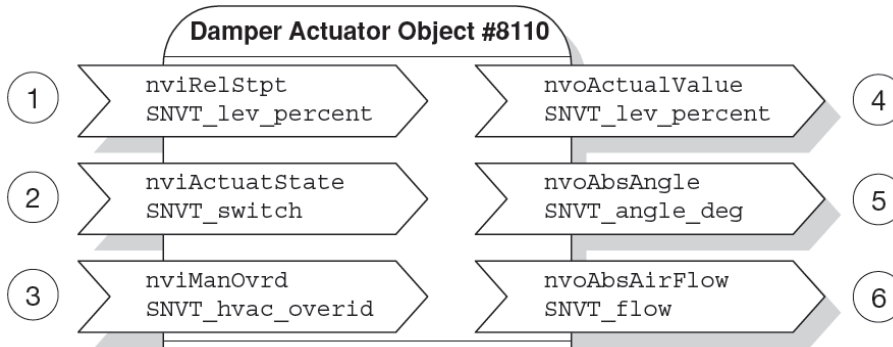 Damper Actuator Object #8110
1
nviRelStpt
SNVT_lev_percent
nvoActualValue
SNVT_lev_percent
4
2
nviActuatState
SNVT_switch
nvoAbsAngle
SNVT_angle_deg
5
3
nviManOvrd
SNVT_hvac_overid
nvoAbsAirFlow
SNVT_flow
6